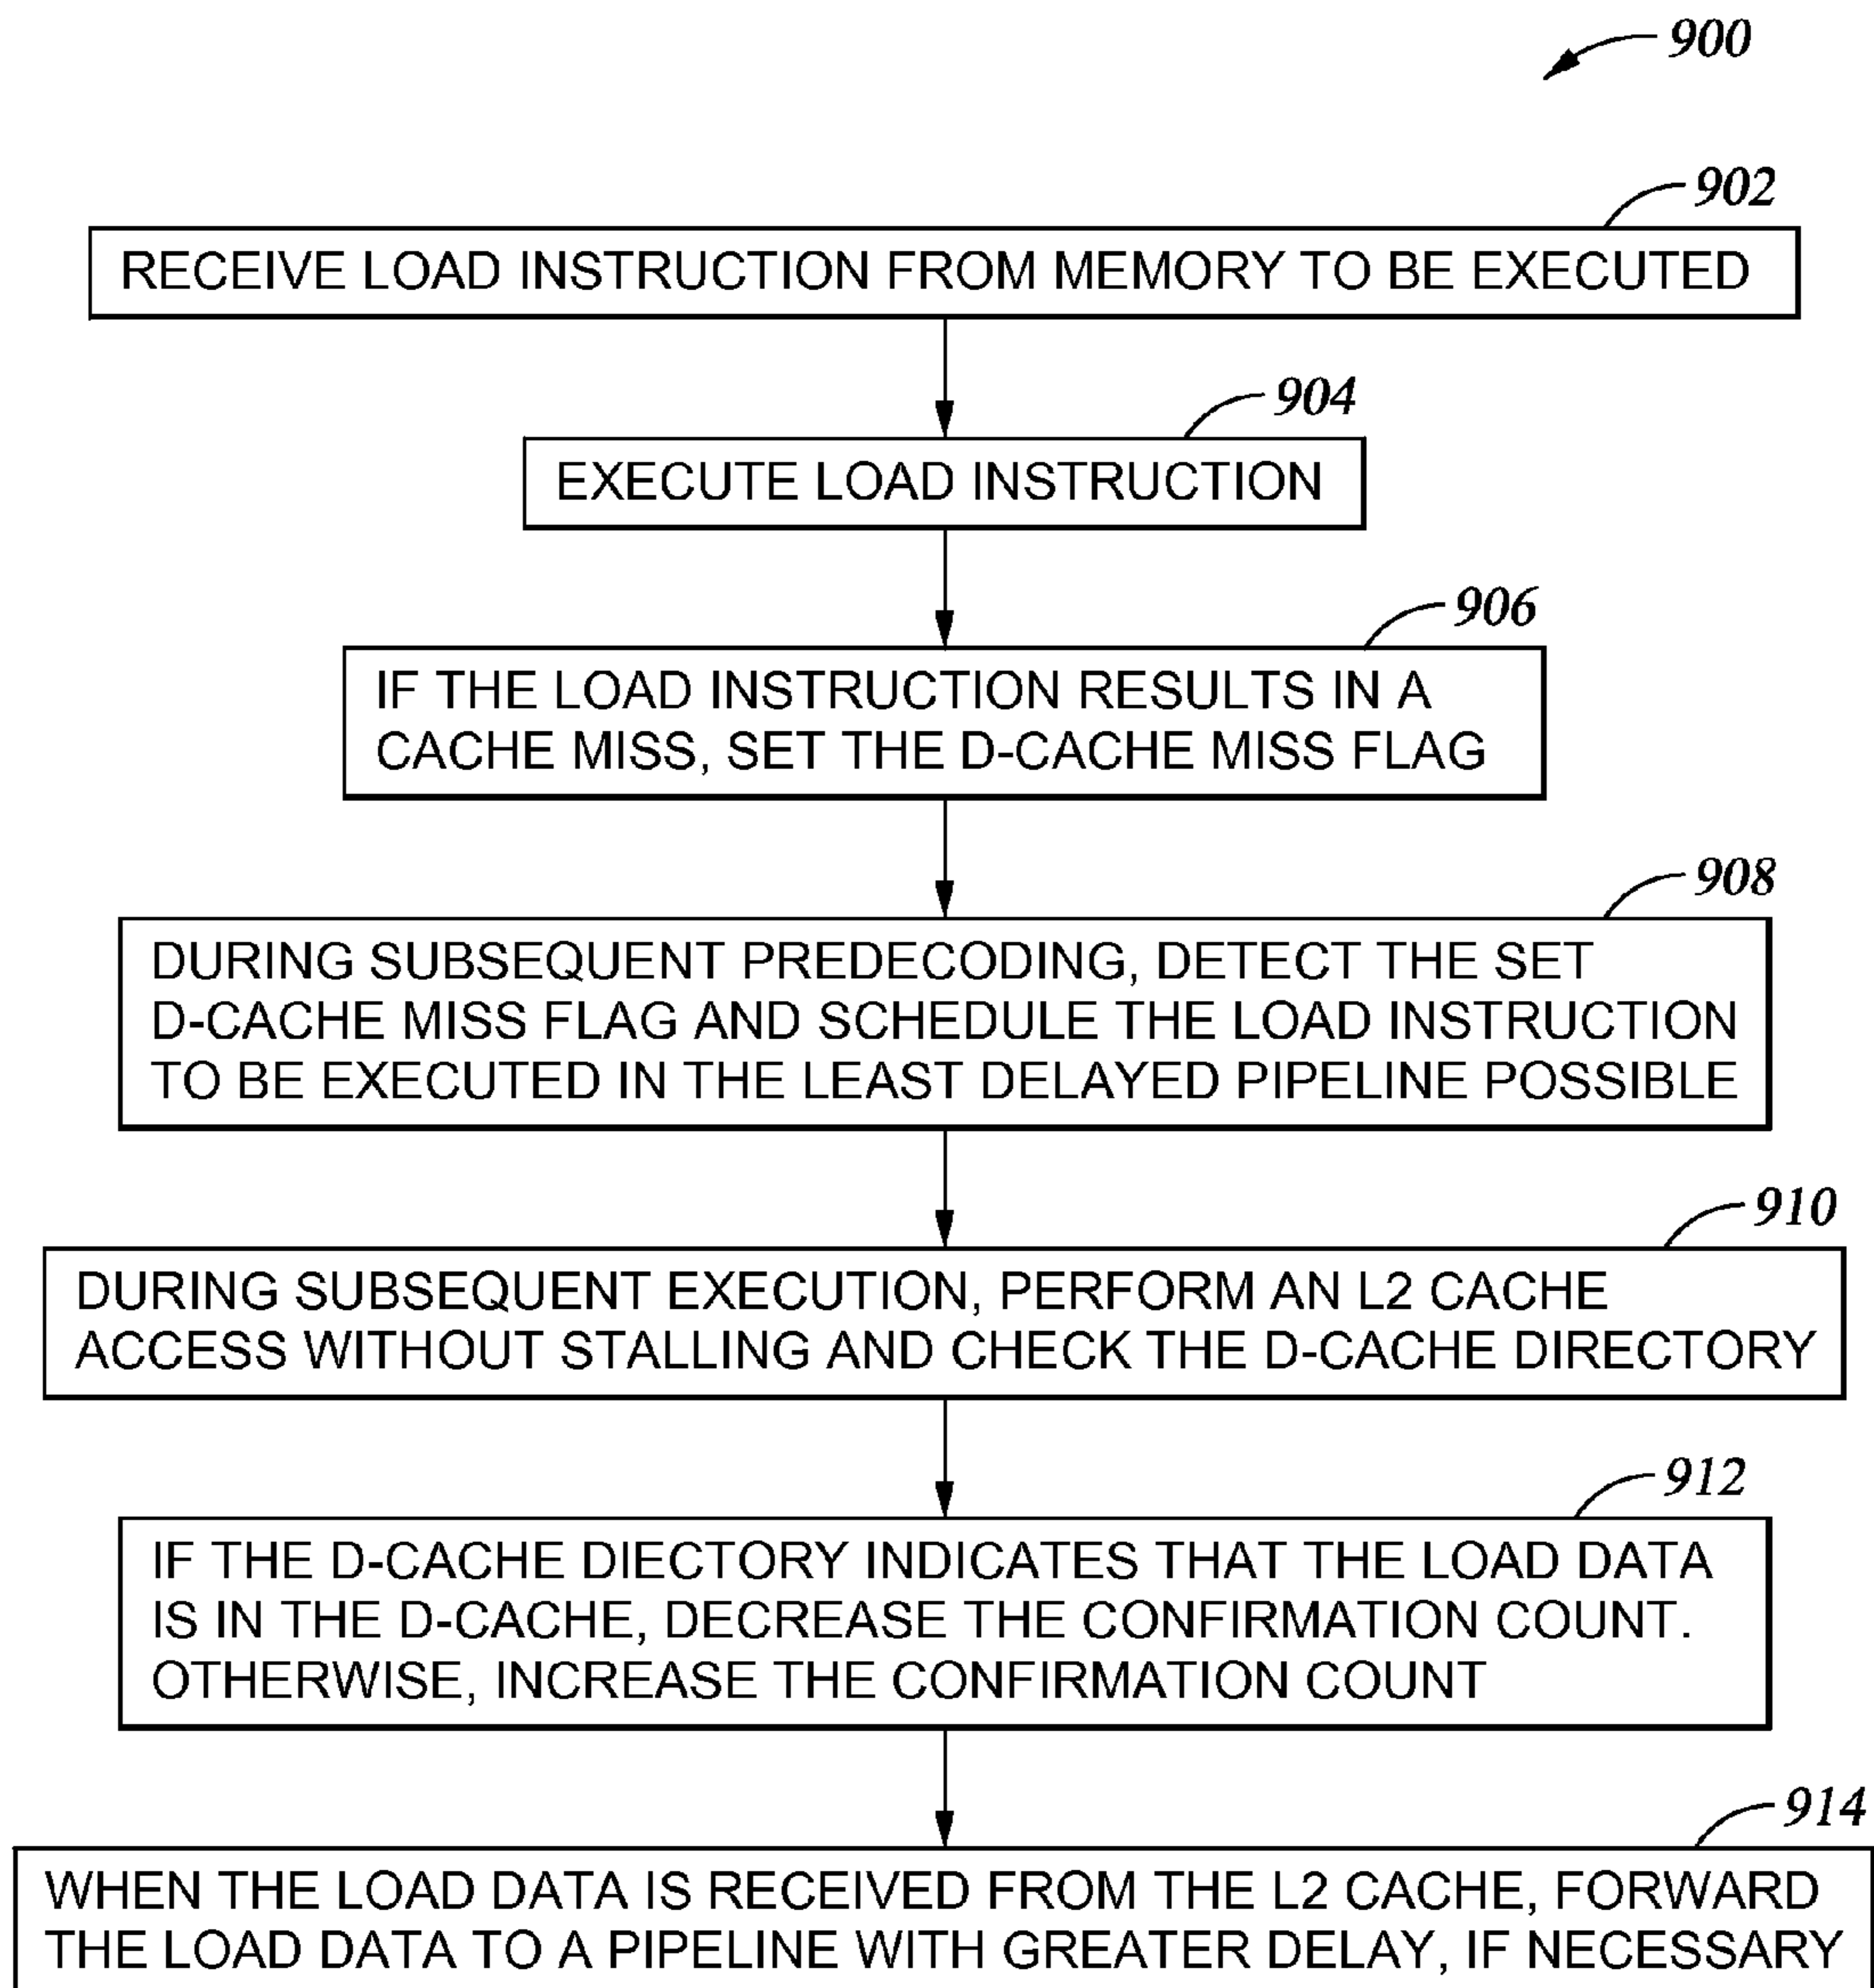 900
902
RECEIVE LOAD INSTRUCTION FROM MEMORY TO BE EXECUTED
904
EXECUTE LOAD INSTRUCTION
906
IF THE LOAD INSTRUCTION RESULTS IN A
CACHE MISS, SET THE D-CACHE MISS FLAG
908
DURING SUBSEQUENT PREDECODING, DETECT THE SET
D-CACHE MISS FLAG AND SCHEDULE THE LOAD INSTRUCTION
TO BE EXECUTED IN THE LEAST DELAYED PIPELINE POSSIBLE
910
DURING SUBSEQUENT EXECUTION, PERFORM AN L2 CACHE
ACCESS WITHOUT STALLING AND CHECK THE D-CACHE DIRECTORY
912
IF THE D-CACHE DIECTORY INDICATES THAT THE LOAD DATA
IS IN THE D-CACHE, DECREASE THE CONFIRMATION COUNT.
OTHERWISE, INCREASE THE CONFIRMATION COUNT
914
WHEN THE LOAD DATA IS RECEIVED FROM THE L2 CACHE, FORWARD
THE LOAD DATA TO A PIPELINE WITH GREATER DELAY, IF NECESSARY